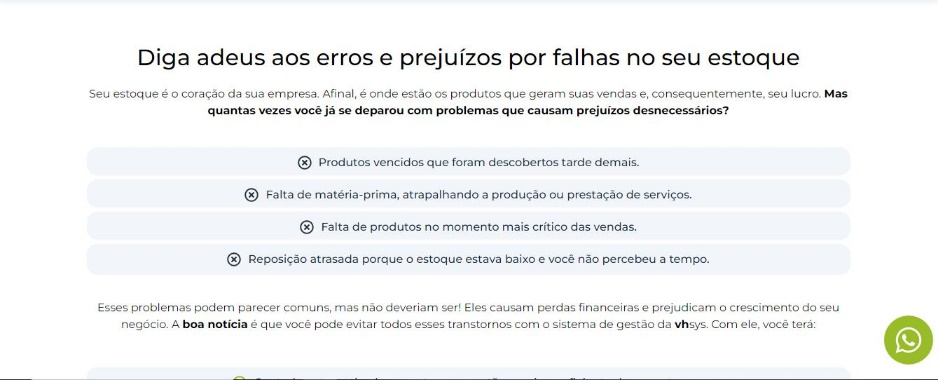 Diga adeus aos erros e prejuízos por falhas no seu estoque
Seu estoque é o coração da sua empresa. Afinal, é onde estão os produtos que geram suas vendas e, consequentemente, seu lucro. Mas
quantas vezes você já se deparou com problemas que causam prejuízos desnecessários?
Produtos vencidos que foram descobertos tarde demais.
Falta de matéria-prima, atrapalhando a produção ou prestação de serviços.
Falta de produtos no momento mais crítico das vendas.
Reposição atrasada porque o estoque estava baixo e você não percebeu a tempo.
Esses problemas podem parecer comuns, mas não deveriam ser! Eles causam perdas financeiras e prejudicam o crescimento do seu
negócio. A boa notícia é que você pode evitar todos esses transtornos com o sistema de gestão da vhsys. Com ele, você terá: